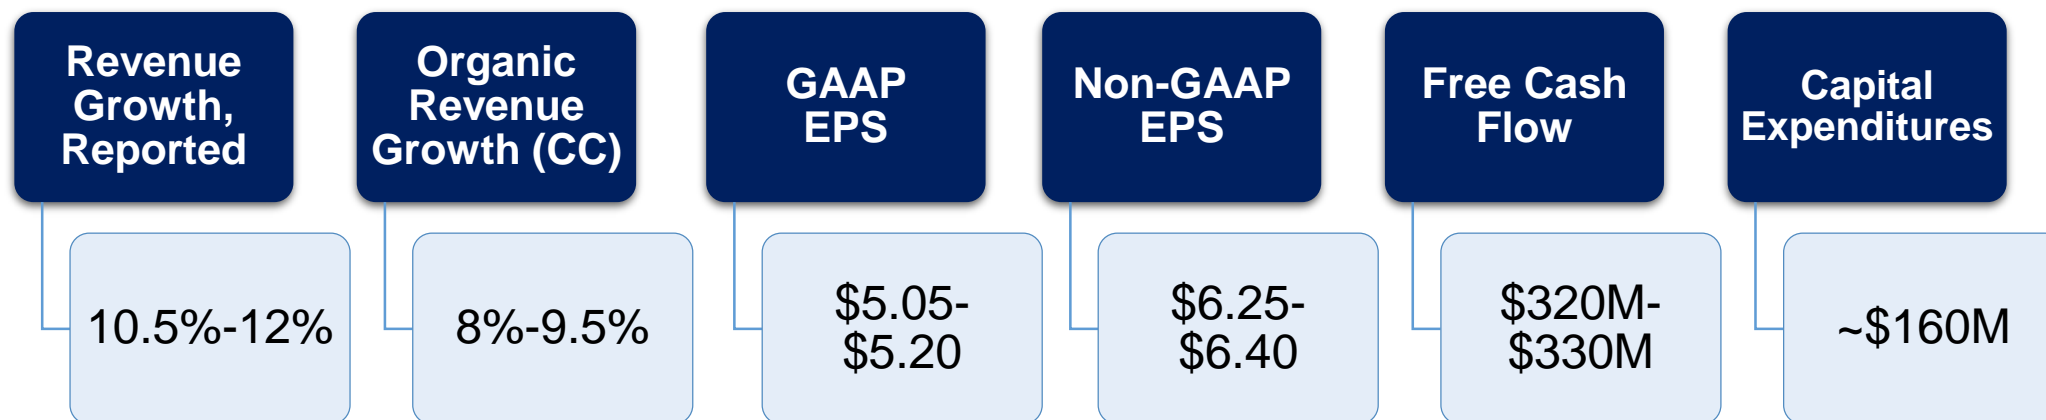 Revenue
Growth,
Reported
10.5%-12%
Organic
Revenue
Growth (CC)
8%-9.5%
GAAP
EPS
$5.05-
$5.20
Non-GAAP
EPS
$6.25-
$6.40
Free Cash
Flow
$320M-
$330M
Capital
Expenditures
~$160M